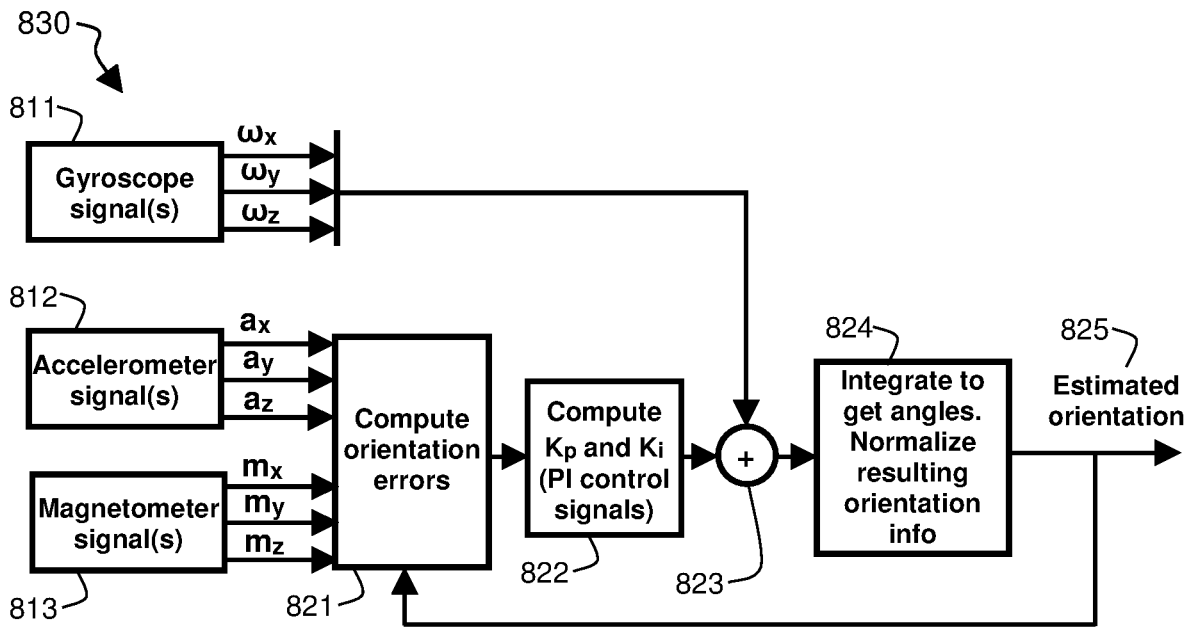 830
811
Gyroscope
signal(s)
ωx
ωy
ωz
812
Accelerometer
signal(s)
ax
ay
az
Magnetometer
signal(s)
mx
my
mz
813
Compute
orientation
errors
821
Compute
Kp and Ki
(PI control
signals)
822
+
823
824
Integrate to
get angles.
Normalize
resulting
orientation
info
825
Estimated
orientation